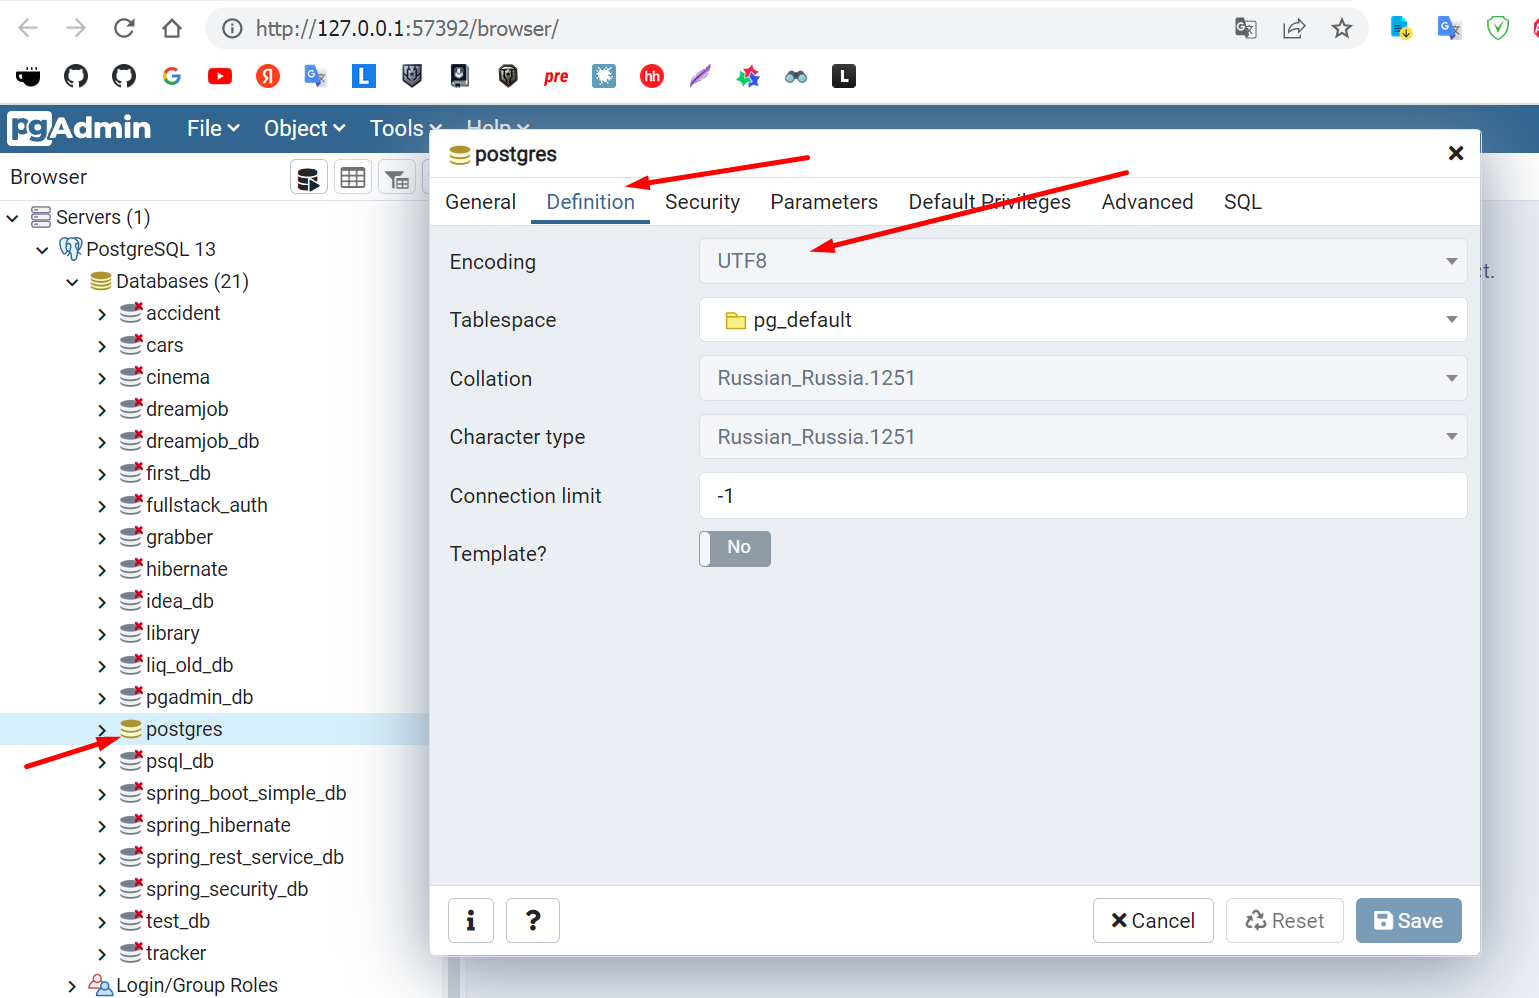 http://127.0.0.1:57392/browser/
G Я L pre hh L
pgAdmin File Object Tools Help
Browser
Servers (1)
PostgreSQL 13
Databases (21)
accident
cars
cinema
dreamjob
dreamjob_db
first_db
fullstack_auth
grabber
hibernate
idea_db
library
liq_old_db
pgadmin_db
postgres
psql_db
spring_boot_simple_db
spring_hibernate
spring_rest_service_db
spring_security_db
test_db
tracker
Login/Group Roles
postgres
General Definition Security Parameters Default Privileges Advanced SQL
Encoding UTF8
Tablespace pg_default
Collation Russian_Russia.1251
Character type Russian_Russia.1251
Connection limit -1
Template? No
i ? Cancel Reset Save
ct.